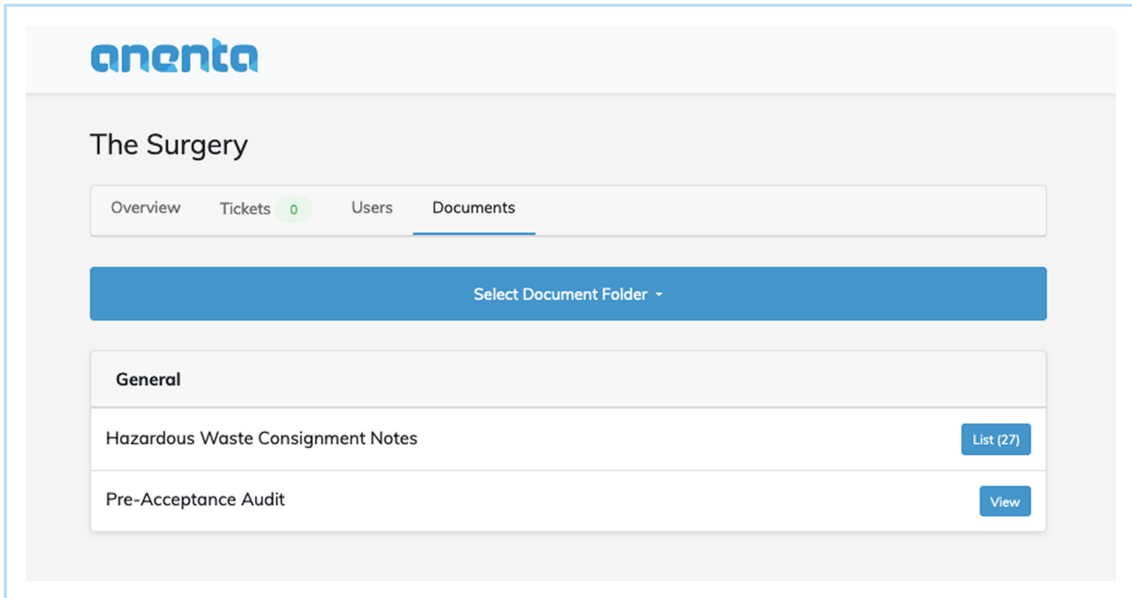 anenta
The Surgery
Overview Tickets 0 Users Documents
Select Document Folder
General
Hazardous Waste Consignment Notes List (27)
Pre-Acceptance Audit View